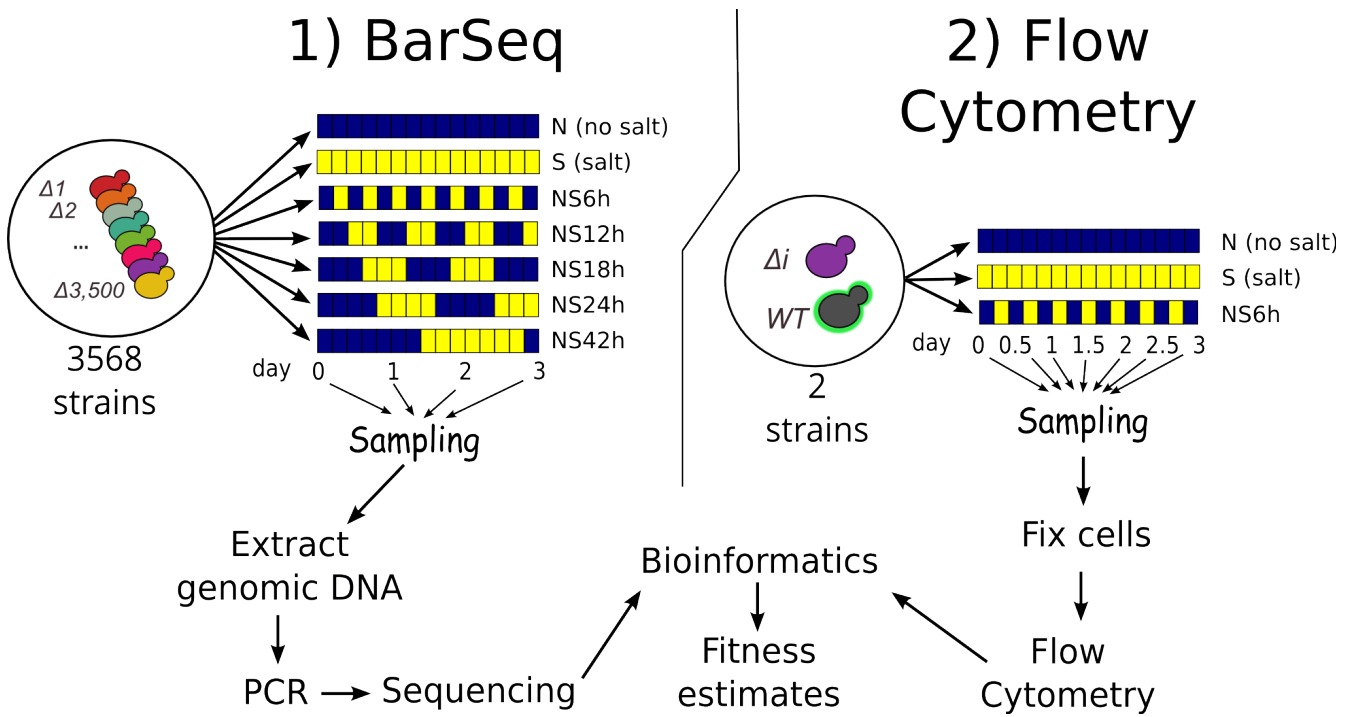 1) BarSeq
N (no salt)
S (salt)
NS6h
NS12h
NS18h
NS24h
NS42h
Δ1
Δ2
...
Δ3,500
3568
strains
day 0 1 2 3
Sampling
Extract
genomic DNA
PCR
Sequencing
2) Flow
Cytometry
Δi
WT
2
strains
N (no salt)
S (salt)
NS6h
day 0 0.5 1 1.5 2 2.5 3
Sampling
Fix cells
Flow
Cytometry
Bioinformatics
Fitness
estimates